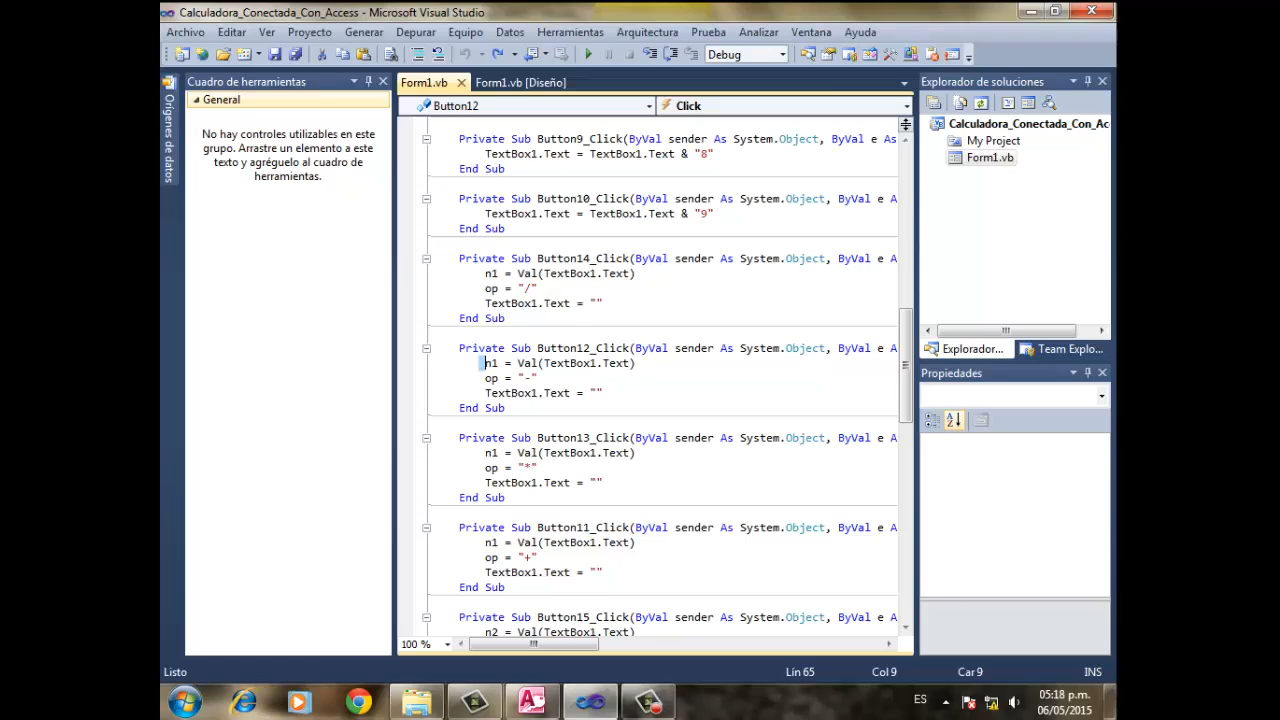 Calculadora_Conectada_Con_Access - Microsoft Visual Studio
Archivo Editar Ver Proyecto Generar Depurar Equipo Datos Herramientas Arquitectura Prueba Analizar Ventana Ayuda
Debug
Orígenes de datos
Cuadro de herramientas
General
No hay controles utilizables en este
grupo. Arrastre un elemento a este
texto y agréguelo al cuadro de
herramientas.
Form1.vb
Form1.vb [Diseño]
Button12
Click
Private Sub Button9_Click(ByVal sender As System.Object, ByVal e As
TextBox1.Text = TextBox1.Text & "8"
End Sub
Private Sub Button10_Click(ByVal sender As System.Object, ByVal e A
TextBox1.Text = TextBox1.Text & "9"
End Sub
Private Sub Button14_Click(ByVal sender As System.Object, ByVal e A
n1 = Val(TextBox1.Text)
op = "/"
TextBox1.Text = ""
End Sub
Private Sub Button12_Click(ByVal sender As System.Object, ByVal e A
n1 = Val(TextBox1.Text)
op = "-"
TextBox1.Text = ""
End Sub
Private Sub Button13_Click(ByVal sender As System.Object, ByVal e A
n1 = Val(TextBox1.Text)
op = "*"
TextBox1.Text = ""
End Sub
Private Sub Button11_Click(ByVal sender As System.Object, ByVal e A
n1 = Val(TextBox1.Text)
op = "+"
TextBox1.Text = ""
End Sub
Private Sub Button15_Click(ByVal sender As System.Object, ByVal e A
n2 = Val(TextBox1.Text)
100 %
Explorador de soluciones
Calculadora_Conectada_Con_Ac
My Project
Form1.vb
Explorador...
Team Explo...
Propiedades
Listo
Lín 65
Col 9
Car 9
INS
ES
05:18 p.m.
06/05/2015